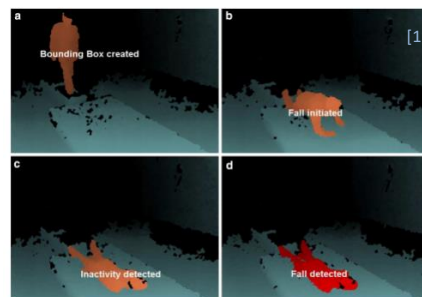 a
Bounding Box created
b
[1
Fall initiated
c
Inactivity detected
d
Fall detected